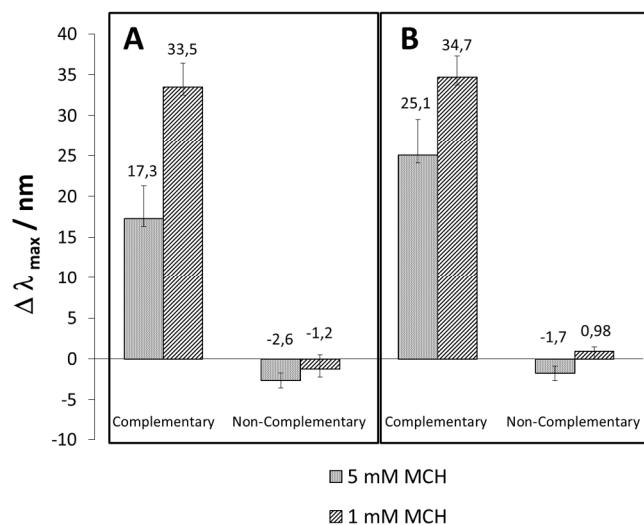 A
B
40
35
30
25
20
15
10
5
0
-5
-10
Δ λ max / nm
17,3
33,5
-2,6
-1,2
25,1
34,7
-1,7
0,98
Complementary
Non-Complementary
Complementary
Non-Complementary
5 mM MCH
1 mM MCH